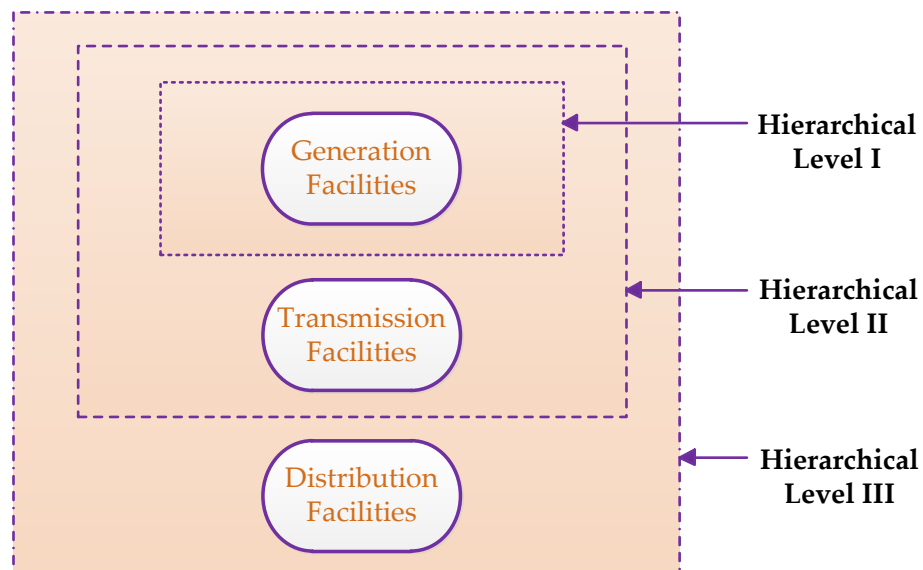 Generation
Facilities
Hierarchical
Level I
Transmission
Facilities
Hierarchical
Level II
Distribution
Facilities
Hierarchical
Level III